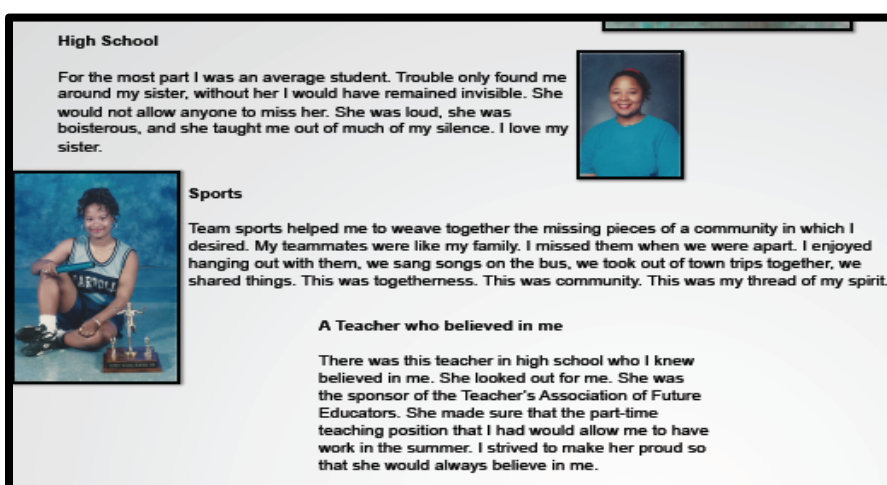 High School
For the most part I was an average student. Trouble only found me
around my sister, without her I would have remained invisible. She
would not allow anyone to miss her. She was loud, she was
boisterous, and she taught me out of much of my silence. I love my
sister.
Sports
Team sports helped me to weave together the missing pieces of a community in which I
desired. My teammates were like my family. I missed them when we were apart. I enjoyed
hanging out with them, we sang songs on the bus, we took out of town trips together, we
shared things. This was togetherness. This was community. This was my thread of my spirit.
A Teacher who believed in me
There was this teacher in high school who I knew
believed in me. She looked out for me. She was
the sponsor of the Teacher's Association of Future
Educators. She made sure that the part-time
teaching position that I had would allow me to have
work in the summer. I strived to make her proud so
that she would always believe in me.